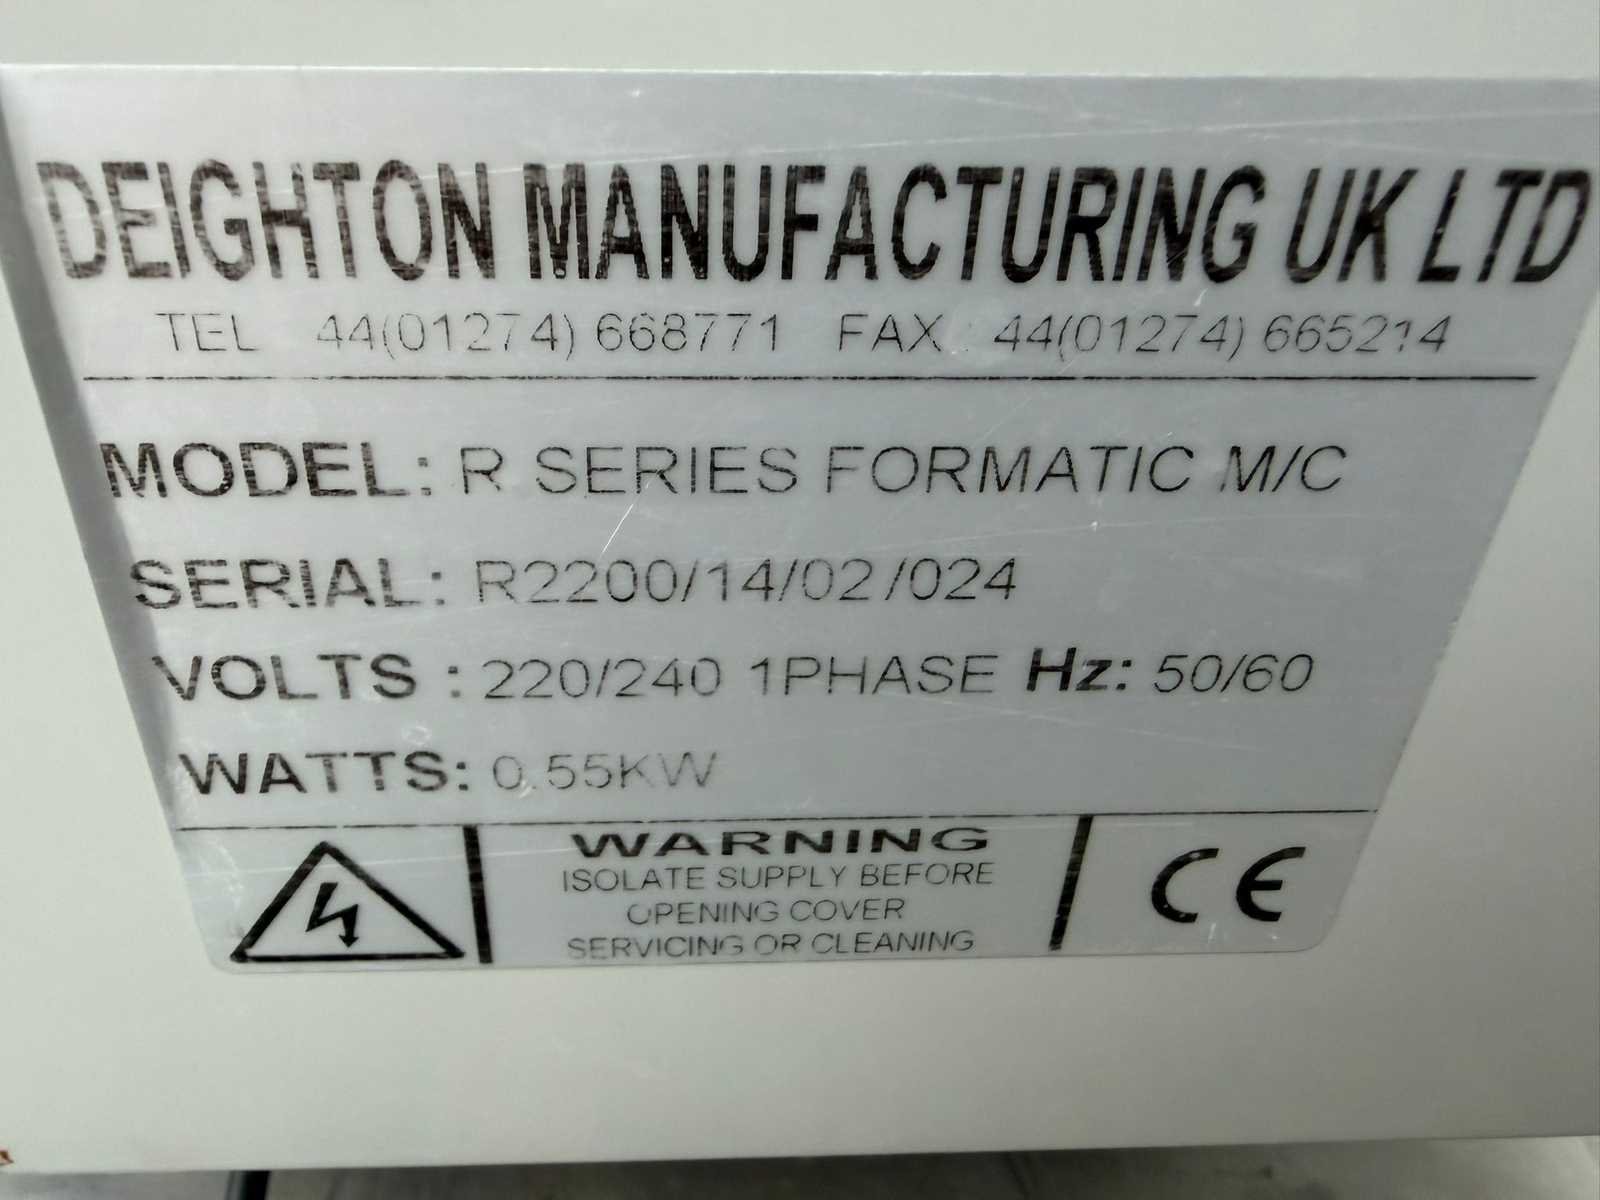 DEIGHTON MANUFACTURING UK LTD
TEL 44(01274) 668771 FAX : 44(01274) 665214
MODEL: R SERIES FORMATIC M/C
SERIAL: R2200/14/02/024
VOLTS : 220/240 1PHASE Hz: 50/60
WATTS: 0.55KW
WARNING
ISOLATE SUPPLY BEFORE
OPENING COVER
SERVICING OR CLEANING
CE